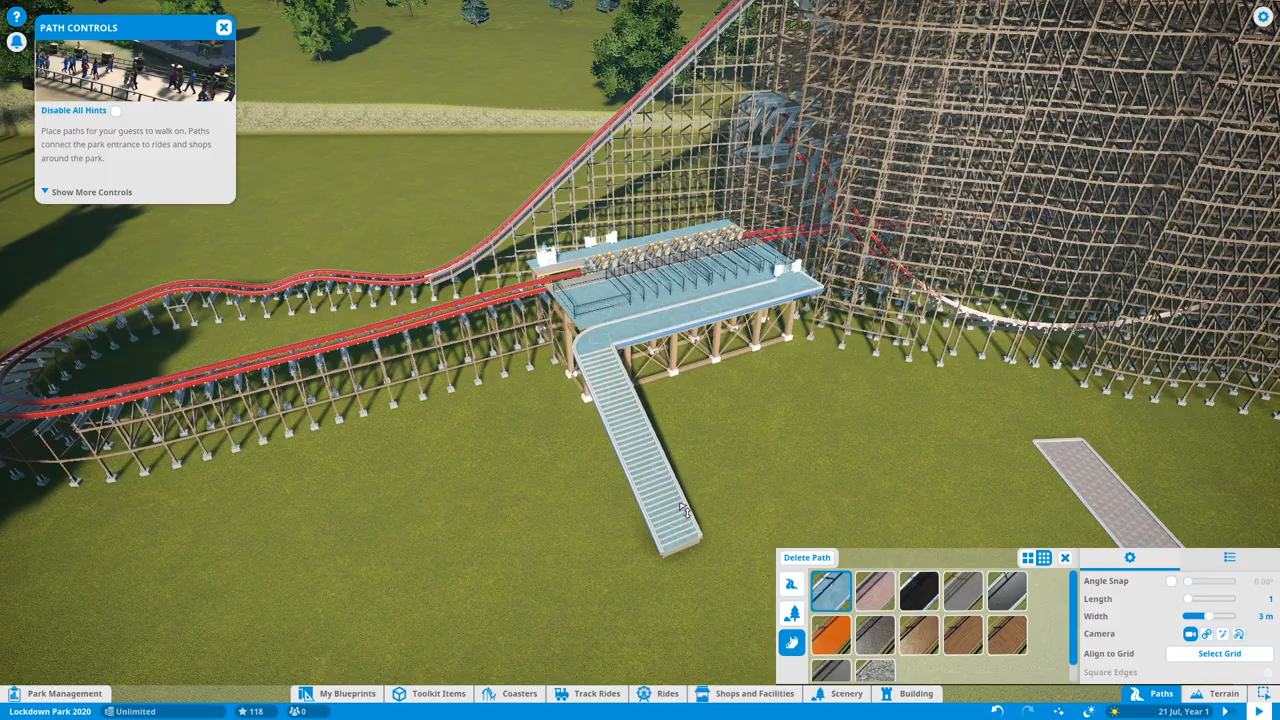 PATH CONTROLS
Disable All Hints
Place paths for your guests to walk on. Paths
connect the park entrance to rides and shops
around the park.
Show More Controls
Delete Path
Angle Snap 0.00°
Length 1
Width 3 m
Camera
Align to Grid Select Grid
Square Edges
Park Management My Blueprints Toolkit Items Coasters Track Rides Rides Shops and Facilities Scenery Building Paths Terrain
Lockdown Park 2020 Unlimited 118 0 21 Jul, Year 1